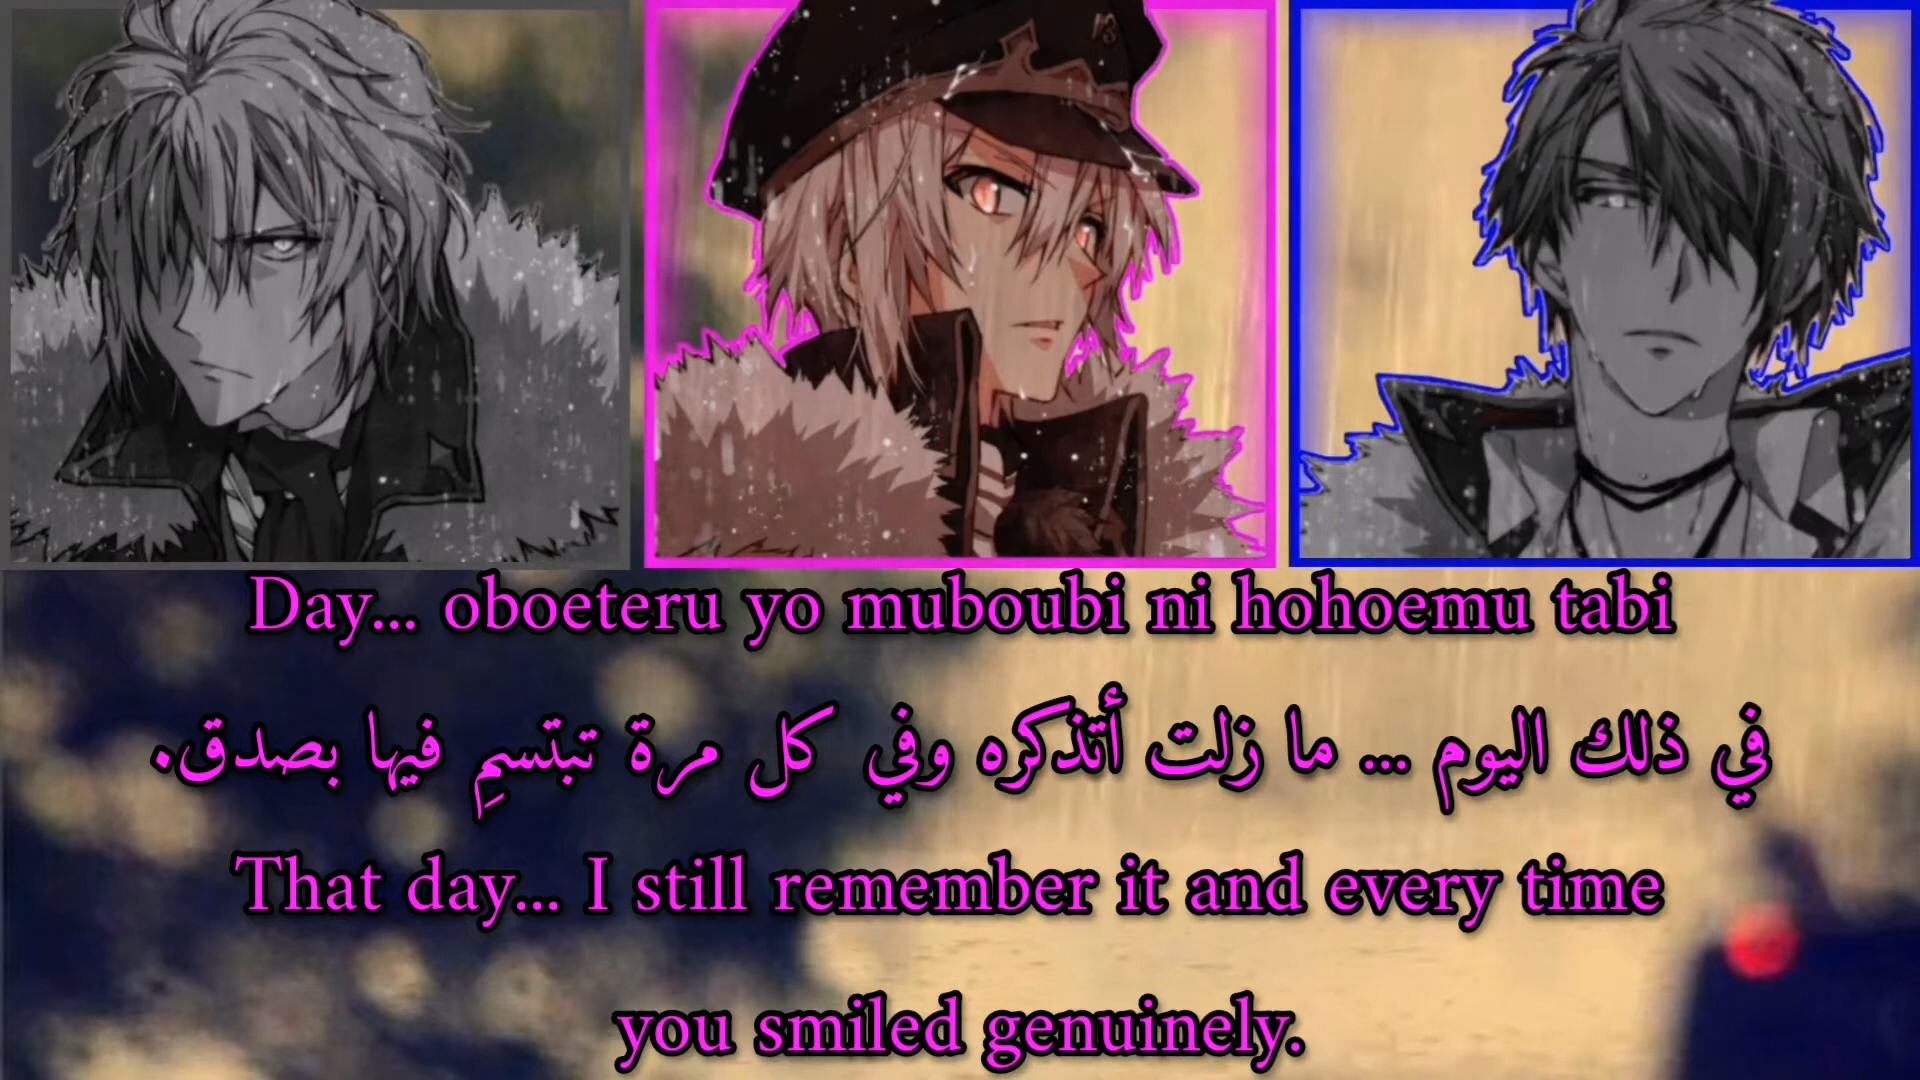 13
Day... oboeteru yo muboubi ni hohoemu tabi
في ذلك اليوم ... ما زلت أتذكره وفي كل مرة تبتسمِ فيها بصدق.
That day... I still remember it and every time
you smiled genuinely.